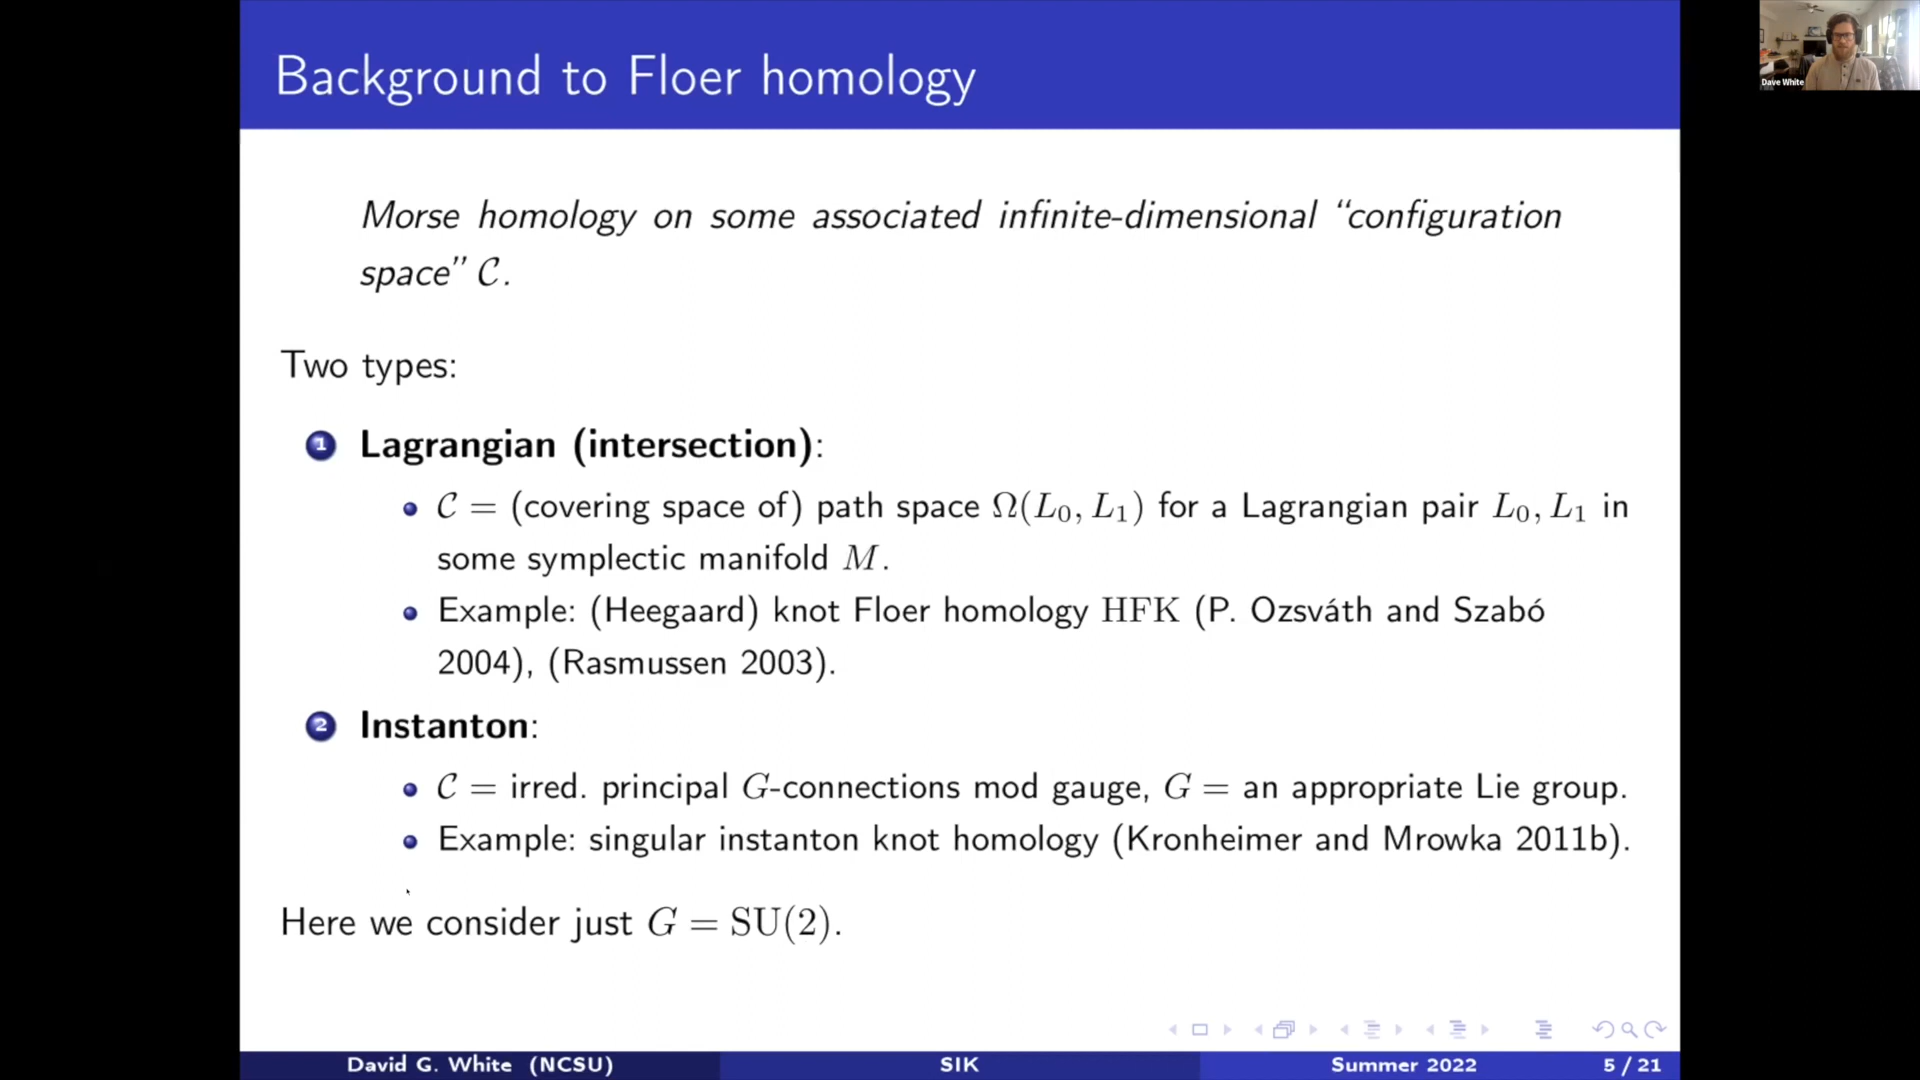 Background to Floer homology
Dave White
Morse homology on some associated infinite-dimensional “configuration
space” 𝒞.
Two types:
1 Lagrangian (intersection):
• 𝒞 = (covering space of) path space Ω(L₀, L₁) for a Lagrangian pair L₀, L₁ in
some symplectic manifold M.
• Example: (Heegaard) knot Floer homology HFK (P. Ozsváth and Szabó
2004), (Rasmussen 2003).
2 Instanton:
• 𝒞 = irred. principal G-connections mod gauge, G = an appropriate Lie group.
• Example: singular instanton knot homology (Kronheimer and Mrowka 2011b).
Here we consider just G = SU(2).
David G. White (NCSU) SIK Summer 2022 5 / 21